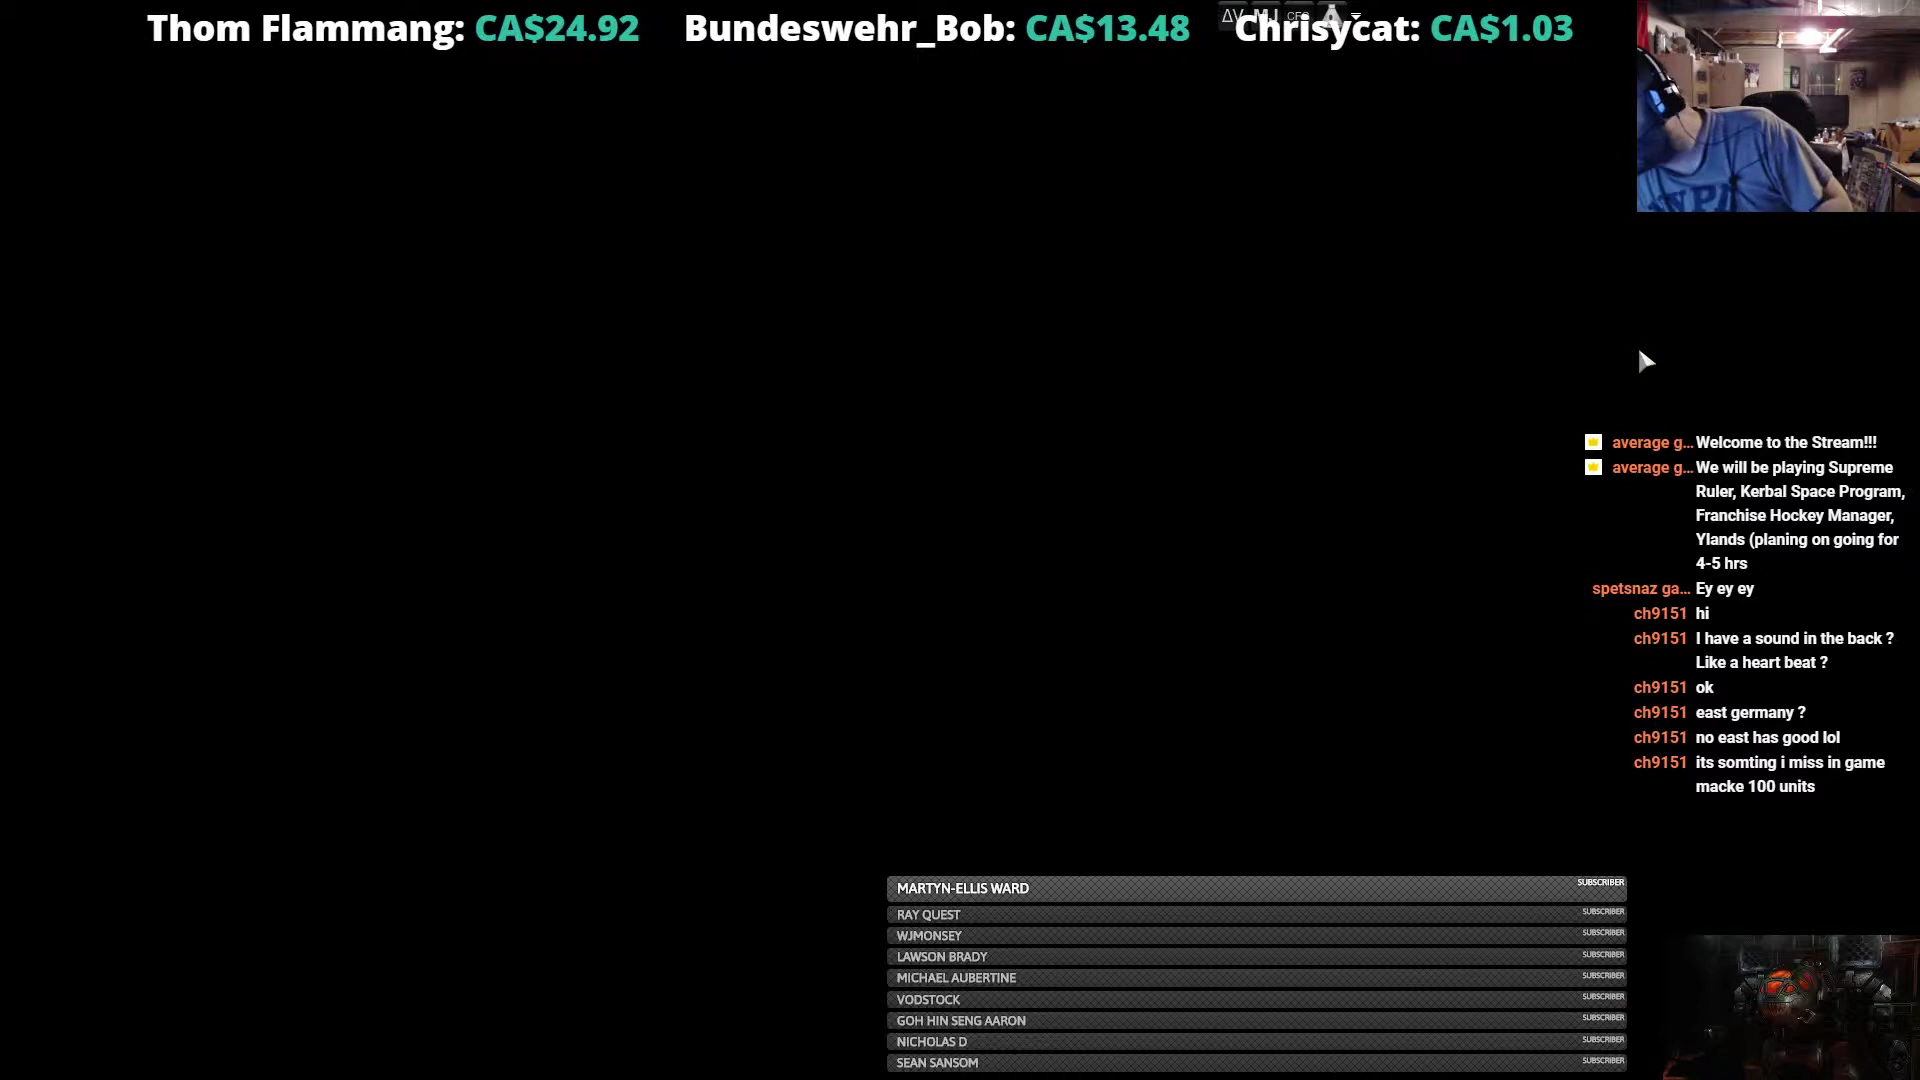 Thom Flammang: CA$24.92 Bundeswehr_Bob: CA$13.48 Chrisycat: CA$1.03
ΔV MJ CFG
average g... Welcome to the Stream!!!
average g... We will be playing Supreme
Ruler, Kerbal Space Program,
Franchise Hockey Manager,
Ylands (planing on going for
4-5 hrs
spetsnaz ga... Ey ey ey
ch9151 hi
ch9151 I have a sound in the back ?
Like a heart beat ?
ch9151 ok
ch9151 east germany ?
ch9151 no east has good lol
ch9151 its somting i miss in game
macke 100 units
MARTYN-ELLIS WARD SUBSCRIBER
RAY QUEST SUBSCRIBER
WJMONSEY SUBSCRIBER
LAWSON BRADY SUBSCRIBER
MICHAEL AUBERTINE SUBSCRIBER
VODSTOCK SUBSCRIBER
GOH HIN SENG AARON SUBSCRIBER
NICHOLAS D SUBSCRIBER
SEAN SANSOM SUBSCRIBER